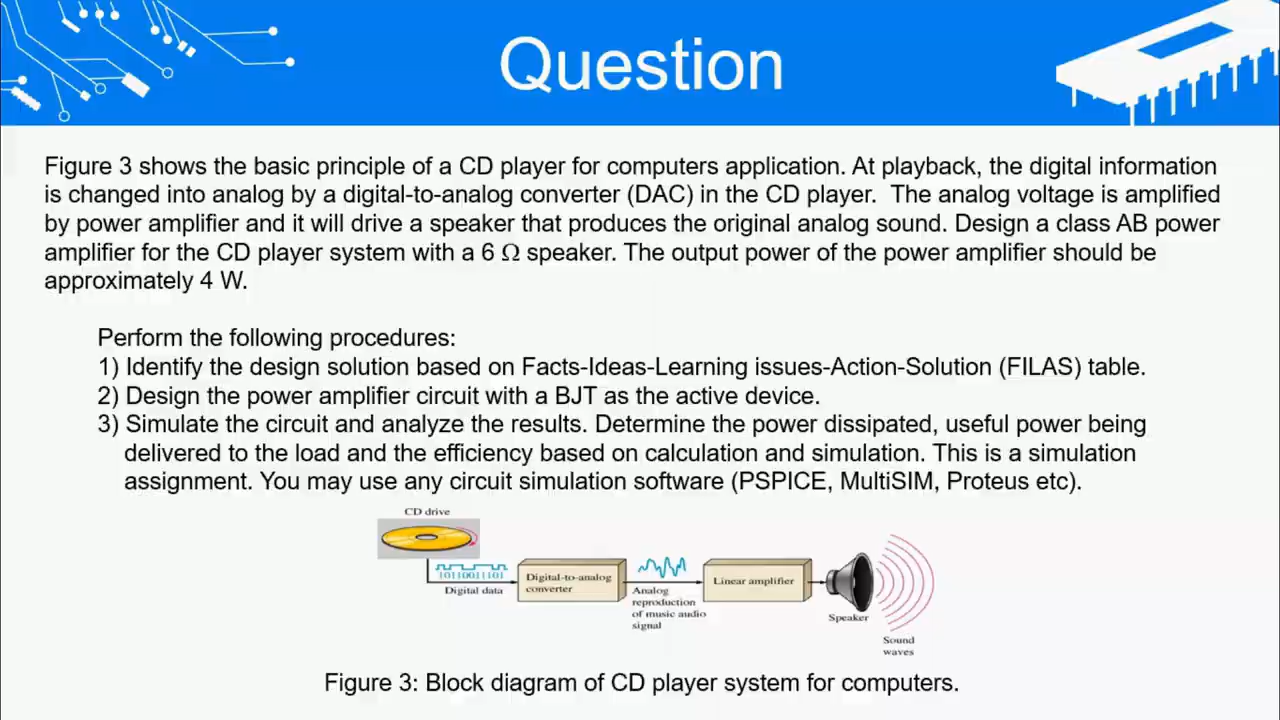 Question
Figure 3 shows the basic principle of a CD player for computers application. At playback, the digital information
is changed into analog by a digital-to-analog converter (DAC) in the CD player. The analog voltage is amplified
by power amplifier and it will drive a speaker that produces the original analog sound. Design a class AB power
amplifier for the CD player system with a 6 Ω speaker. The output power of the power amplifier should be
approximately 4 W.
Perform the following procedures:
1) Identify the design solution based on Facts-Ideas-Learning issues-Action-Solution (FILAS) table.
2) Design the power amplifier circuit with a BJT as the active device.
3) Simulate the circuit and analyze the results. Determine the power dissipated, useful power being
delivered to the load and the efficiency based on calculation and simulation. This is a simulation
assignment. You may use any circuit simulation software (PSPICE, MultiSIM, Proteus etc).
CD drive
10110011101
Digital data
Digital-to-analog
converter
Analog
reproduction
of music audio
signal
Linear amplifier
Speaker
Sound
waves
Figure 3: Block diagram of CD player system for computers.